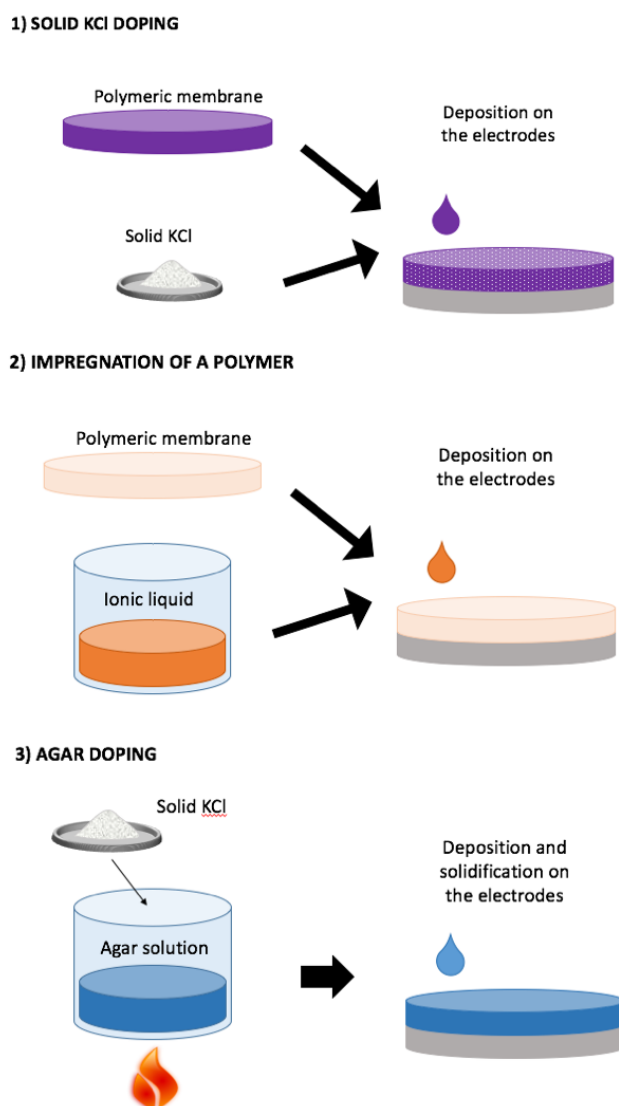 1) SOLID KCl DOPING
Polymeric membrane
Deposition on
the electrodes
Solid KCl
2) IMPREGNATION OF A POLYMER
Polymeric membrane
Deposition on
the electrodes
Ionic liquid
3) AGAR DOPING
Solid KCl
Deposition and
solidification on
the electrodes
Agar solution